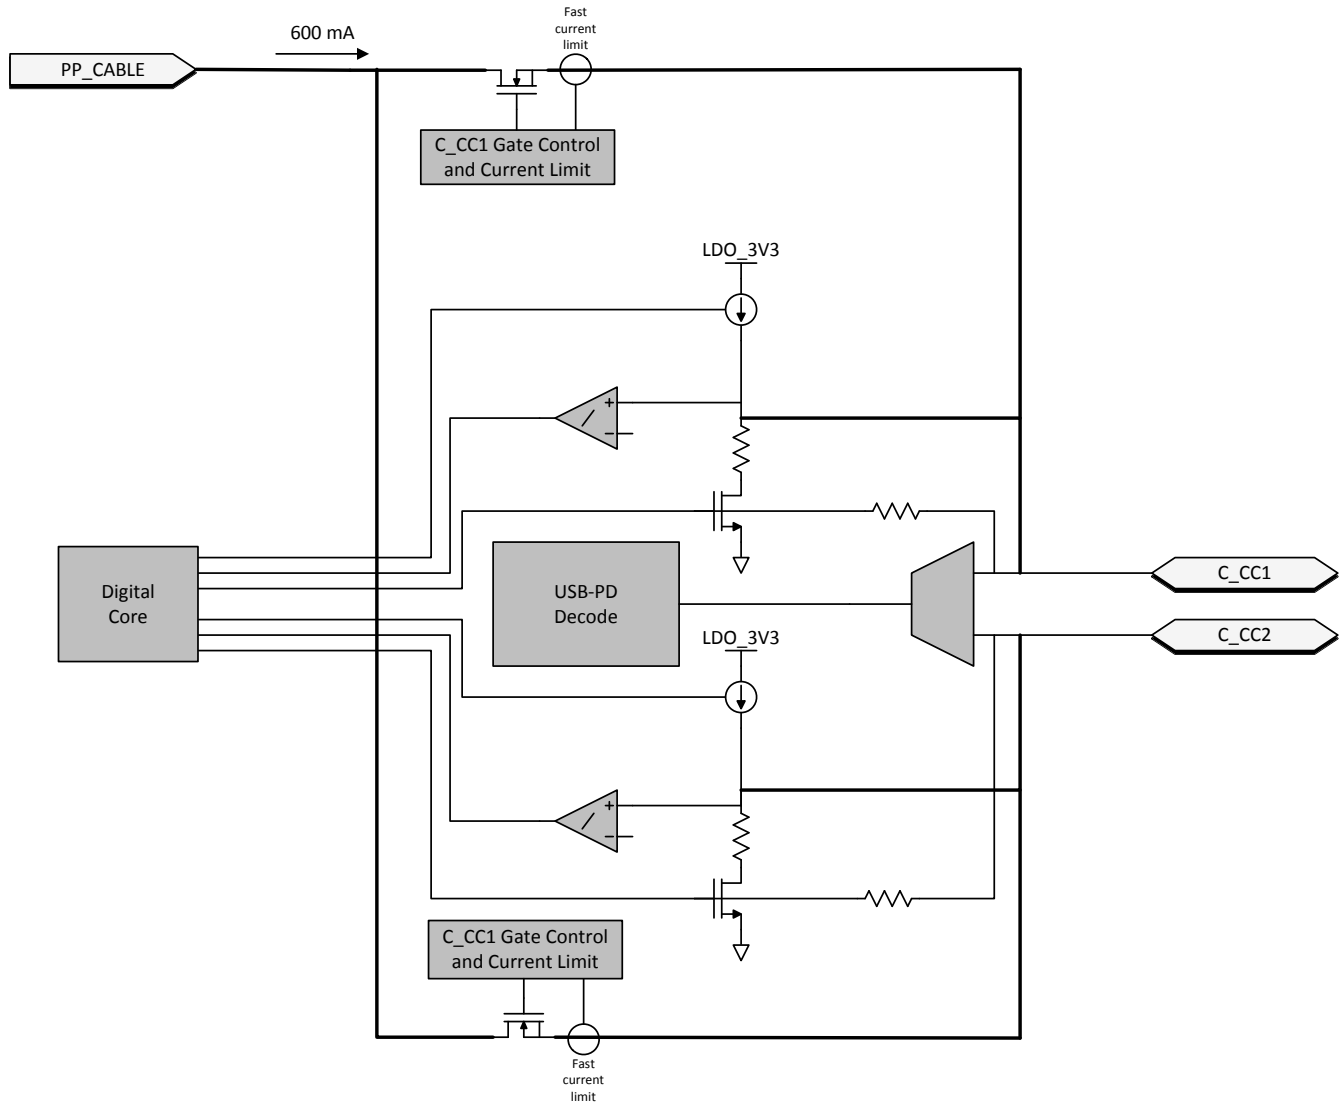 Fast
current
limit
600 mA
PP_CABLE
C_CC1 Gate Control
and Current Limit
LDO_3V3
+
−
Digital
Core
USB-PD
Decode
C_CC1
C_CC2
LDO_3V3
+
−
C_CC1 Gate Control
and Current Limit
Fast
current
limit